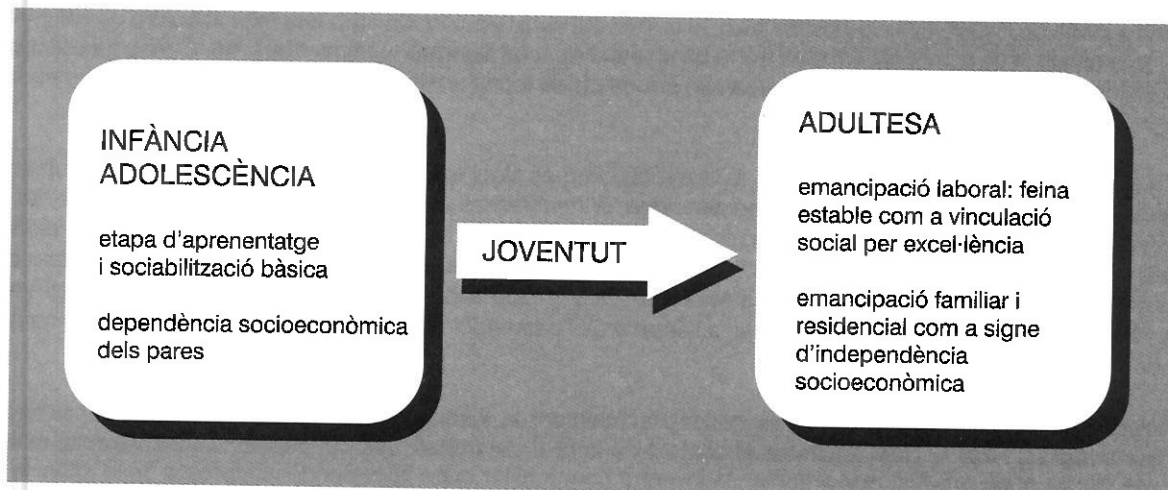 INFÀNCIA
ADOLESCÈNCIA
etapa d'aprenentatge
i sociabilització bàsica
dependència socioeconòmica
dels pares
JOVENTUT
ADULTESA
emancipació laboral: feina
estable com a vinculació
social per excel·lència
emancipació familiar i
residencial com a signe
d'independència
socioeconòmica